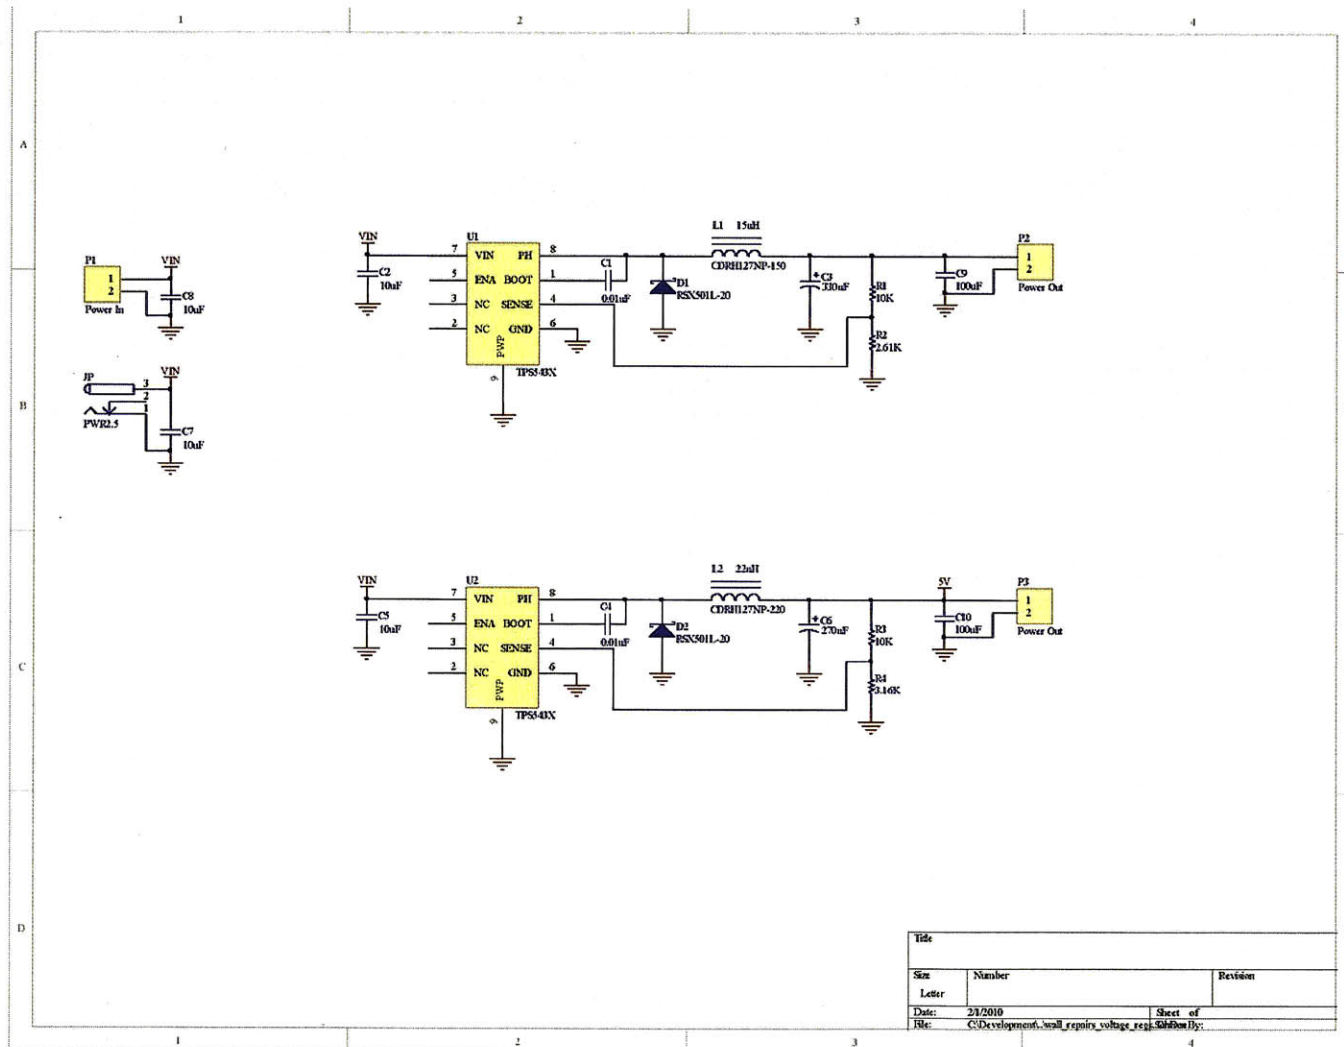 1 2 3 4
A
B
C
D
P1
1
2
Power In
VIN
C8
10uF
JP
3
2
1
PWR2.5
VIN
C7
10uF
VIN
C2
10uF
U1
7 VIN PH 8
5 ENA BOOT 1
3 NC SENSE 4
2 NC GND 6
PWP
9
TPS543X
C1
0.01uF
D1
RSX501L-20
L1 15uH
CDRH127NP-150
C3
330uF
R1
10K
R2
2.61K
C9
100uF
P2
1
2
Power Out
VIN
C5
10uF
U2
7 VIN PH 8
5 ENA BOOT 1
3 NC SENSE 4
2 NC GND 6
PWP
9
TPS543X
C4
0.01uF
D2
RSX501L-20
L2 22uH
CDRH127NP-220
C6
270uF
R3
10K
R4
3.16K
5V
C10
100uF
P3
1
2
Power Out
Title
Size Number Revision
Letter
Date: 2/1/2010 Sheet of
File: C:\Development\..\wall_repairs_voltage_regs By:
1 2 3 4